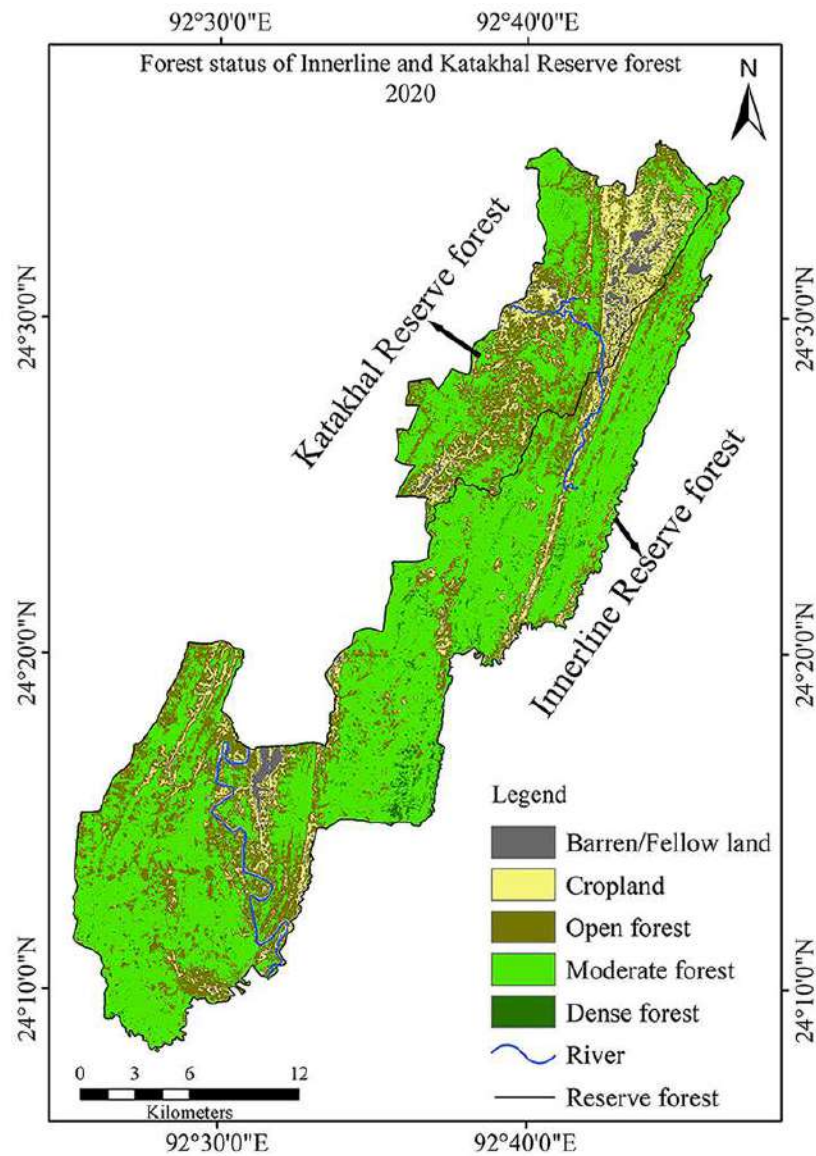 92°30'0"E
92°40'0"E
Forest status of Innerline and Katakhal Reserve forest
2020
N
Katakhal Reserve forest
24°30'0"N
24°30'0"N
Innerline Reserve forest
24°20'0"N
24°20'0"N
Legend
Barren/Fellow land
Cropland
Open forest
24°10'0"N
24°10'0"N
Moderate forest
Dense forest
River
Reserve forest
0 3 6 12
Kilometers
92°30'0"E
92°40'0"E